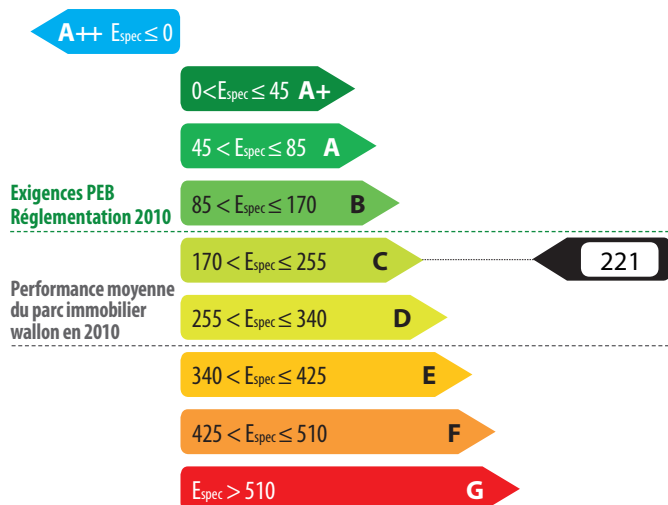 A++ Espec ≤ 0
0<Espec ≤ 45 A+
45 < Espec ≤ 85 A
Exigences PEB
Réglementation 2010
85 < Espec ≤ 170 B
170 < Espec ≤ 255 C
221
Performance moyenne
du parc immobilier
wallon en 2010
255 < Espec ≤ 340 D
340 < Espec ≤ 425 E
425 < Espec ≤ 510 F
Espec > 510 G